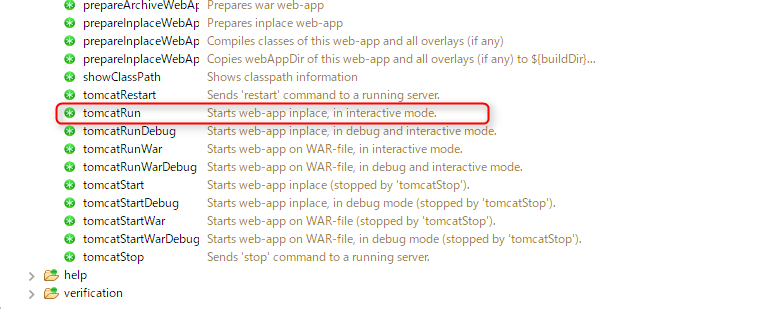 prepareArchiveWebAp Prepares war web-app
prepareInplaceWebAp Prepares inplace web-app
prepareInplaceWebAp Compiles classes of this web-app and all overlays (if any)
prepareInplaceWebAp Copies webAppDir of this web-app and all overlays (if any) to ${buildDir}...
showClassPath Shows classpath information
tomcatRestart Sends 'restart' command to a running server.
tomcatRun Starts web-app inplace, in interactive mode.
tomcatRunDebug Starts web-app inplace, in debug and interactive mode.
tomcatRunWar Starts web-app on WAR-file, in interactive mode.
tomcatRunWarDebug Starts web-app on WAR-file, in debug and interactive mode.
tomcatStart Starts web-app inplace (stopped by 'tomcatStop').
tomcatStartDebug Starts web-app inplace, in debug mode (stopped by 'tomcatStop').
tomcatStartWar Starts web-app on WAR-file (stopped by 'tomcatStop').
tomcatStartWarDebug Starts web-app on WAR-file, in debug mode (stopped by 'tomcatStop').
tomcatStop Sends 'stop' command to a running server.
help
verification